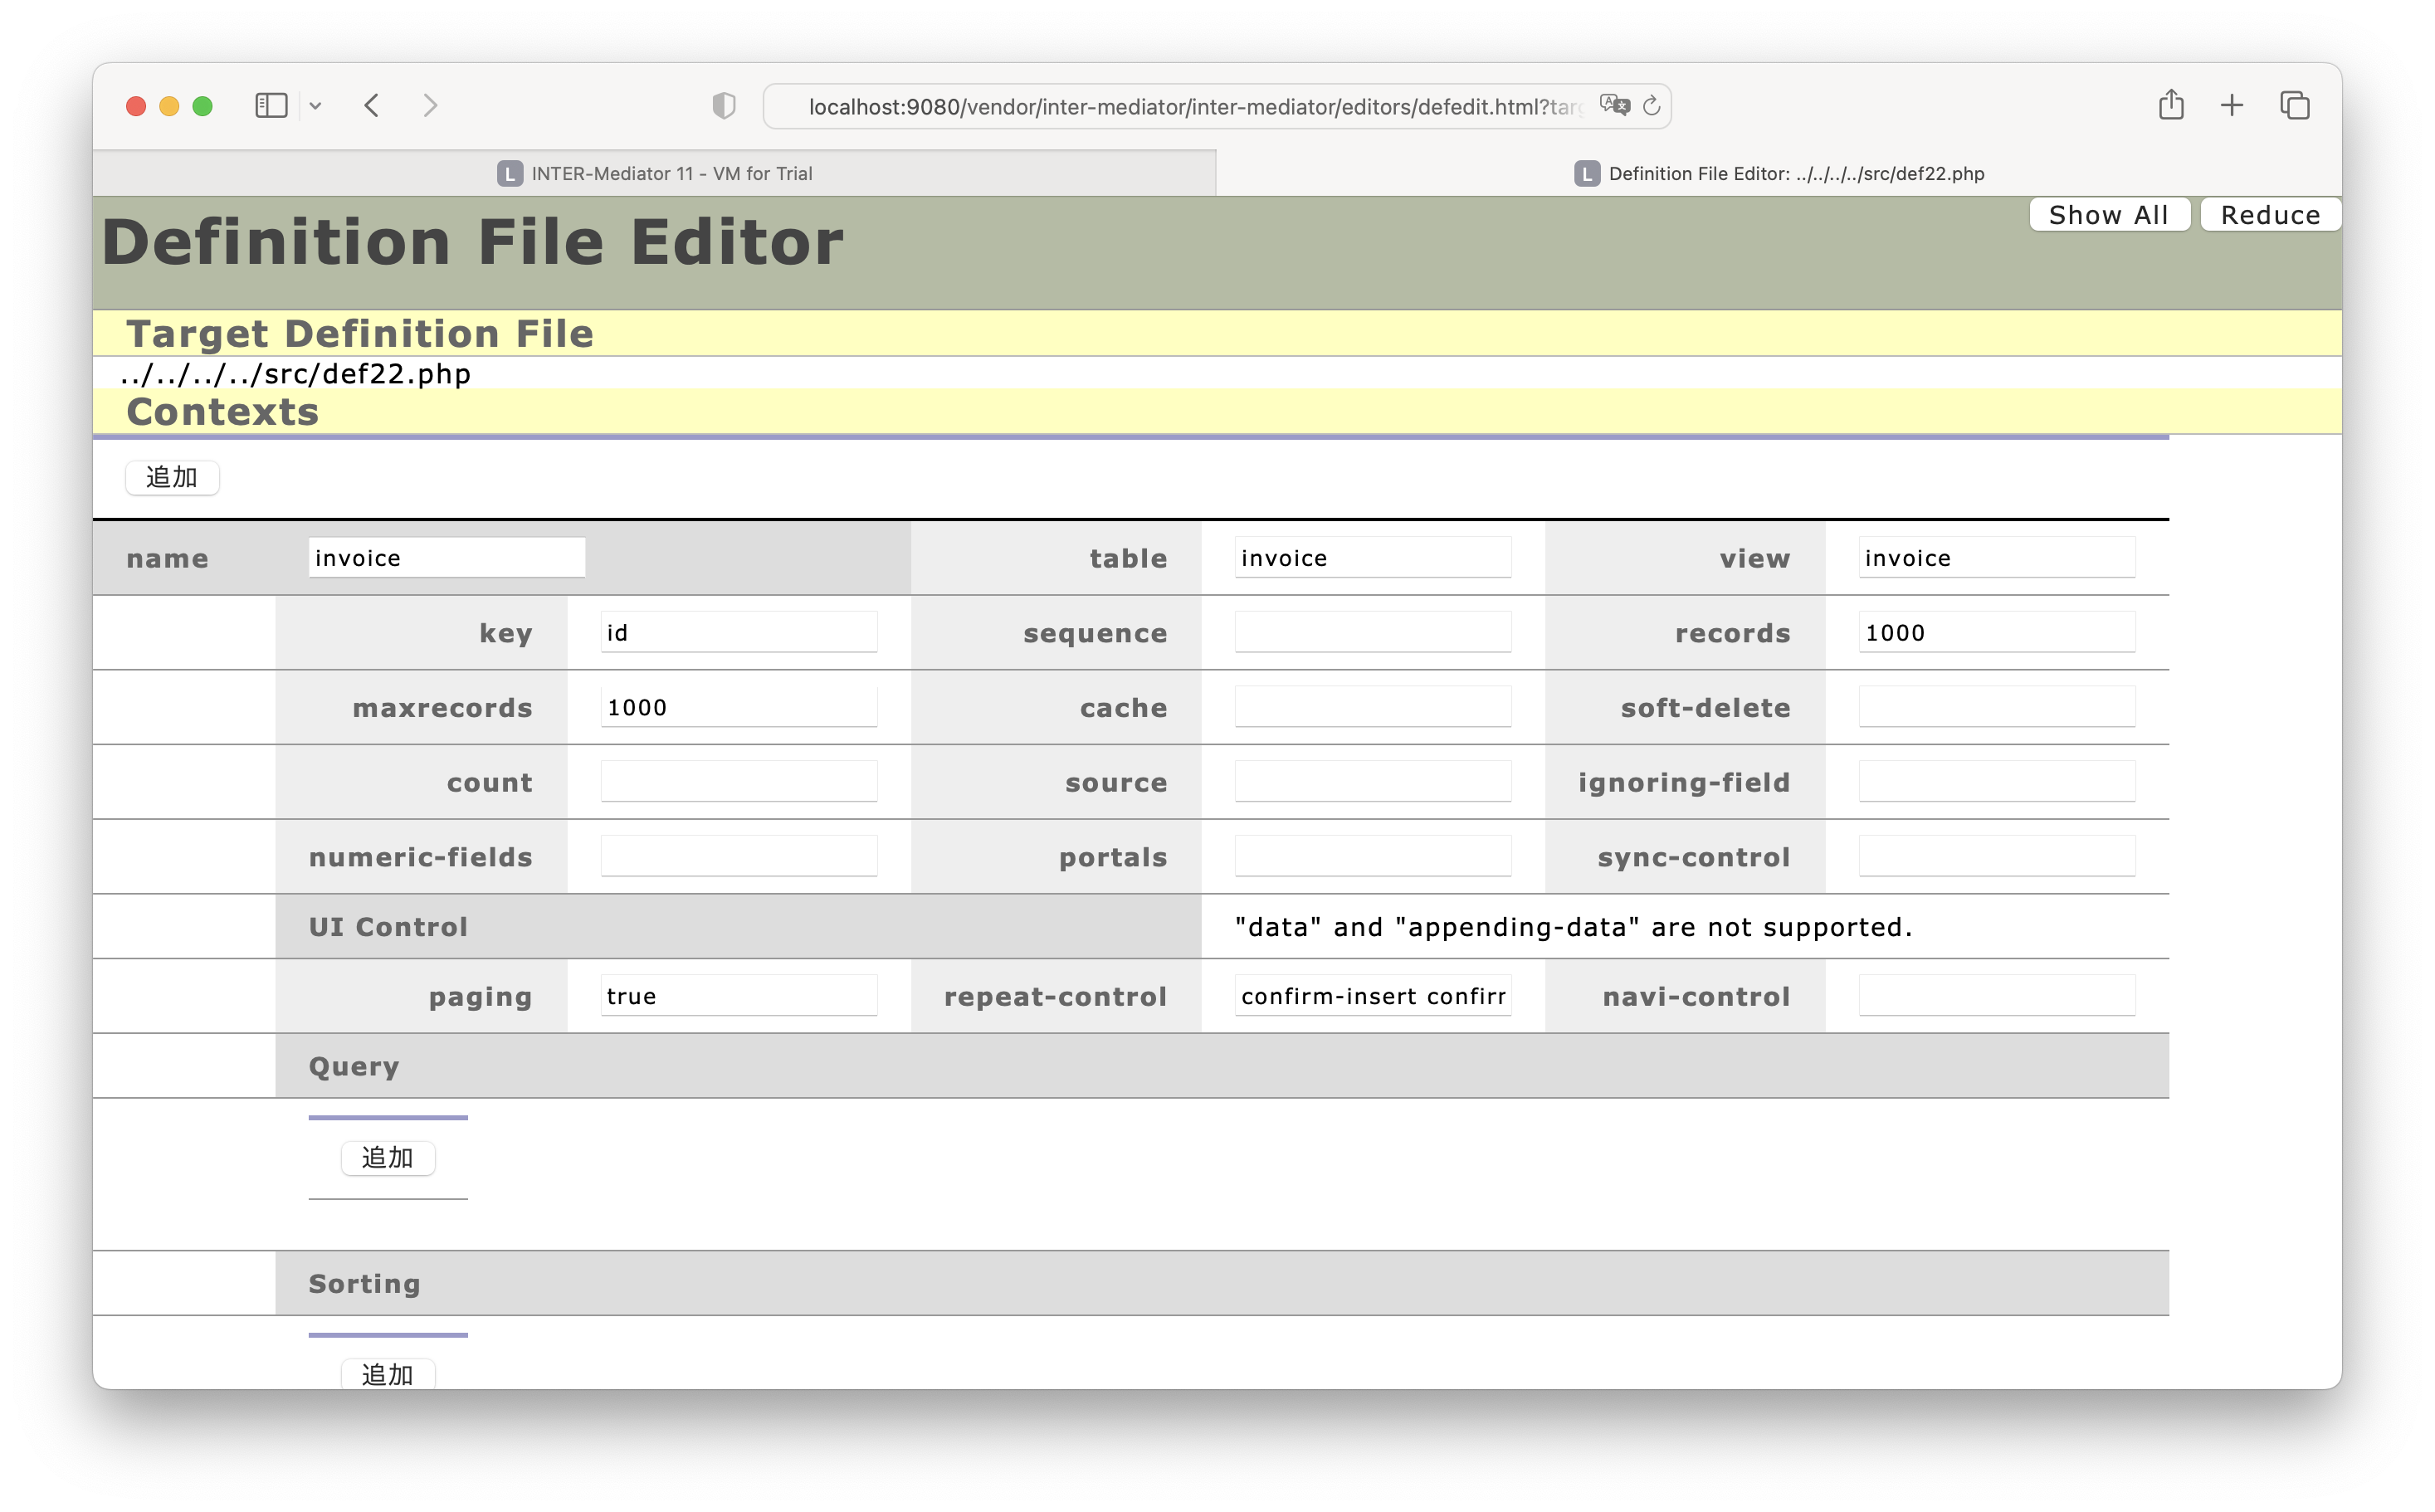 localhost:9080/vendor/inter-mediator/inter-mediator/editors/defedit.html?tar
L INTER-Mediator 11 - VM for Trial
L Definition File Editor: ../../../../src/def22.php
Definition File Editor
Show All
Reduce
Target Definition File
../../../../src/def22.php
Contexts
追加
name invoice table invoice view invoice
key id sequence records 1000
maxrecords 1000 cache soft-delete
count source ignoring-field
numeric-fields portals sync-control
UI Control "data" and "appending-data" are not supported.
paging true repeat-control confirm-insert navi-control
Query
追加
Sorting
追加